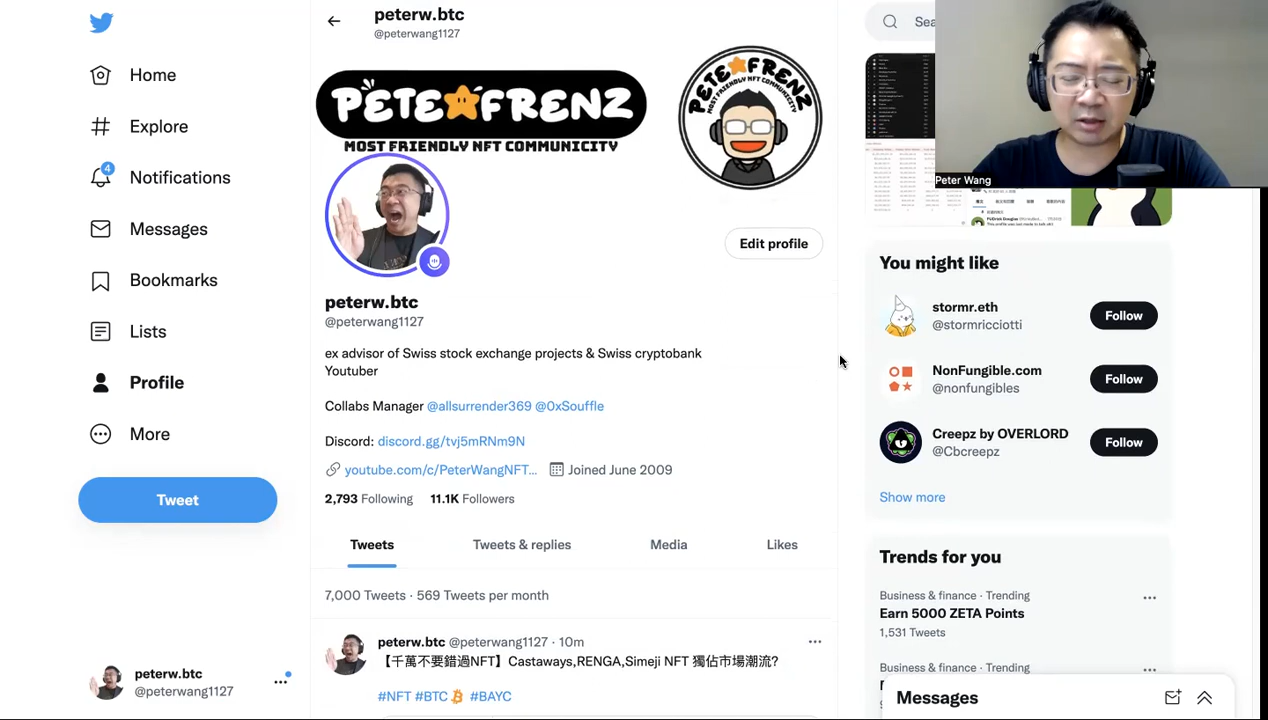 Home
Explore
4
Notifications
Messages
Bookmarks
Lists
Profile
More
Tweet
peterw.btc
@peterwang1127
peterw.btc
@peterwang1127
PETE FRENZ
MOST FRIENDLY NFT COMMUNICITY
PETE FRENZ
MOST FRIENDLY NFT COMMUNICITY
Edit profile
peterw.btc
@peterwang1127
ex advisor of Swiss stock exchange projects & Swiss cryptobank
Youtuber
Collabs Manager @allsurrender369 @0xSouffle
Discord: discord.gg/tvj5mRNm9N
youtube.com/c/PeterWangNFT… Joined June 2009
2,793 Following 11.1K Followers
Tweets Tweets & replies Media Likes
7,000 Tweets · 569 Tweets per month
peterw.btc @peterwang1127 · 10m
【千萬不要錯過NFT】Castaways,RENGA,Simeji NFT 獨佔市場潮流?
#NFT #BTC #BAYC
Sea
Peter Wang
You might like
stormr.eth
@stormricciotti
Follow
NonFungible.com
@nonfungibles
Follow
Creepz by OVERLORD
@Cbcreepz
Follow
Show more
Trends for you
Business & finance · Trending
Earn 5000 ZETA Points
1,531 Tweets
Business & finance · Trending
Messages